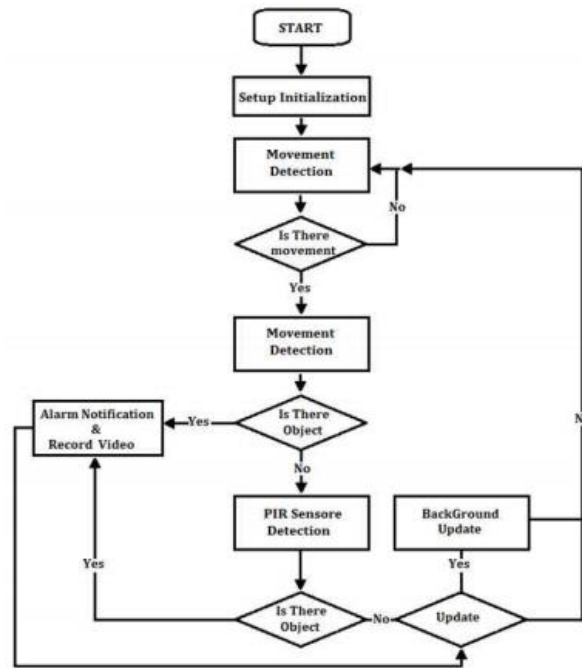 START
Setup Initialization
Movement
Detection
No
Is There
movement
Yes
Movement
Detection
Alarm Notification
&
Record Video
Yes
Is There
Object
No
PIR Sensore
Detection
BackGround
Update
Yes
Yes
Is There
Object
No
Update